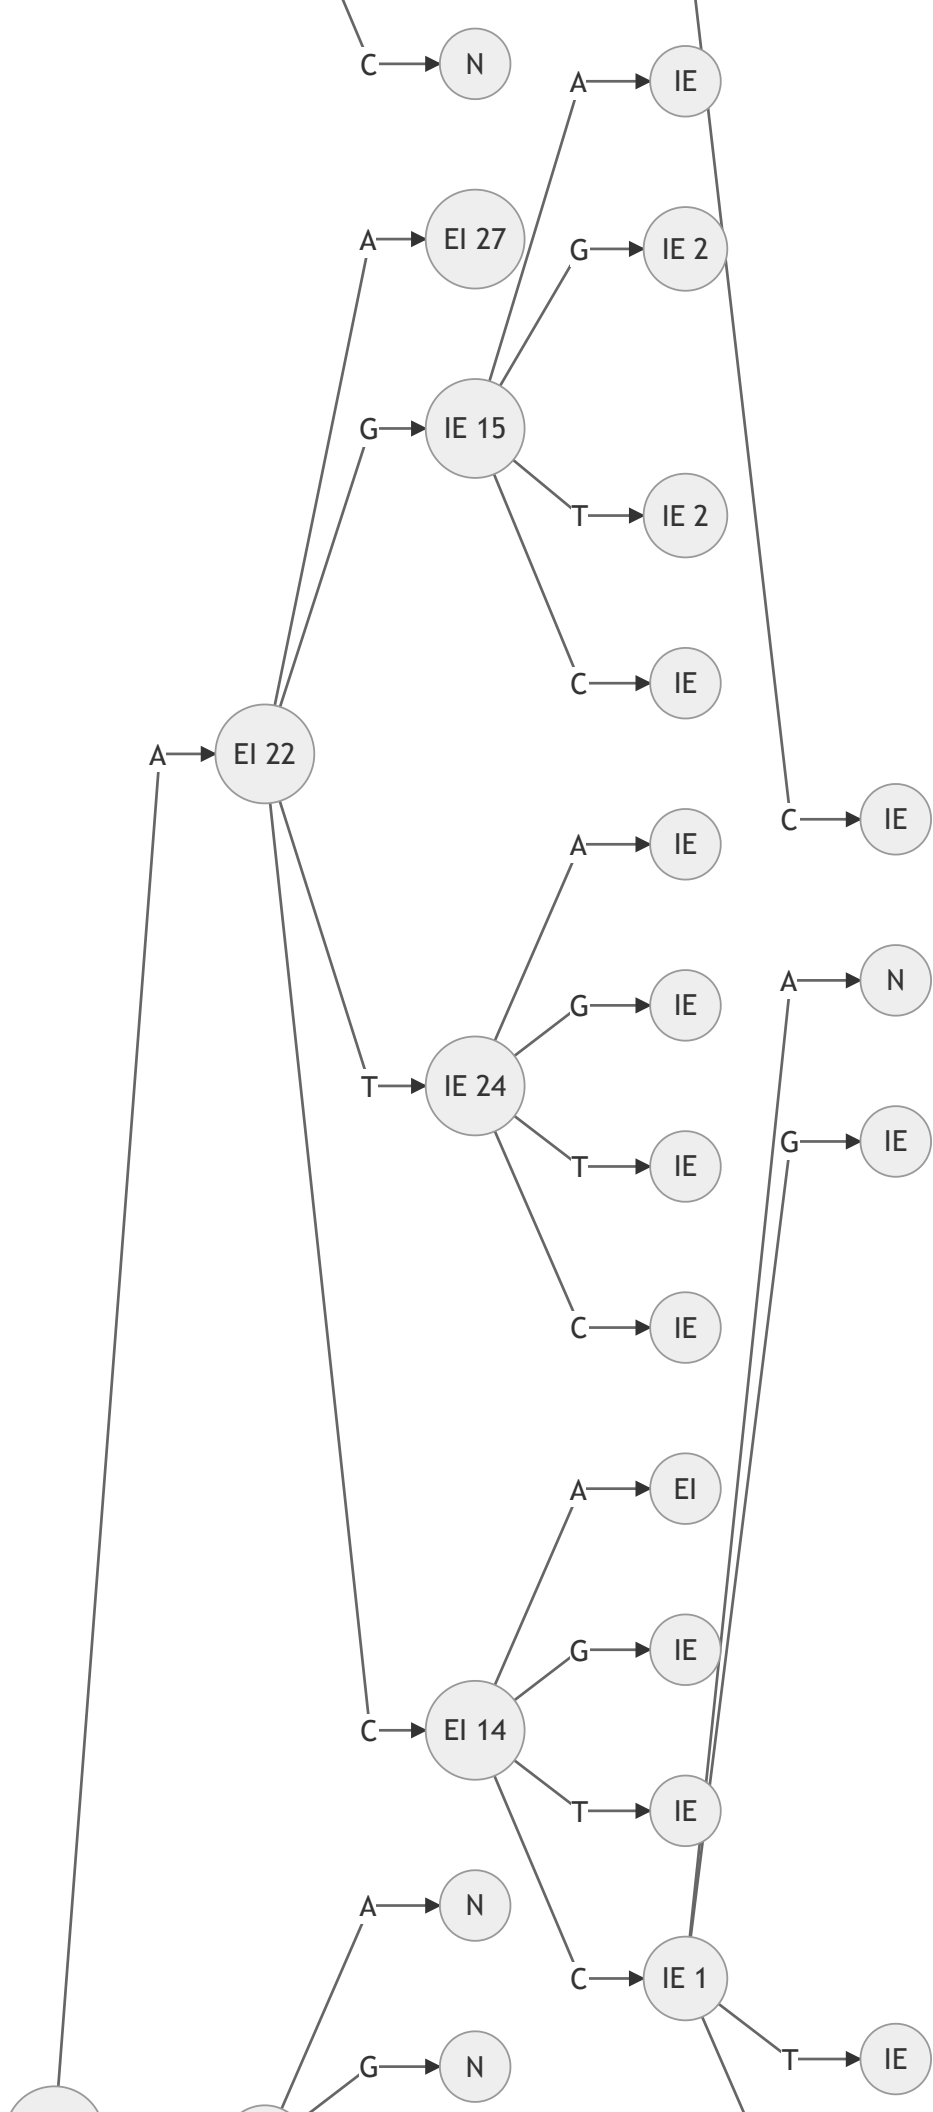 C N
A IE
A EI 27
G IE 2
G IE 15
T IE 2
C IE
A EI 22
C IE
A IE
A N
G IE
T IE 24
G IE
T IE
C IE
A EI
G IE
C EI 14
T IE
A N
C IE 1
T IE
G N